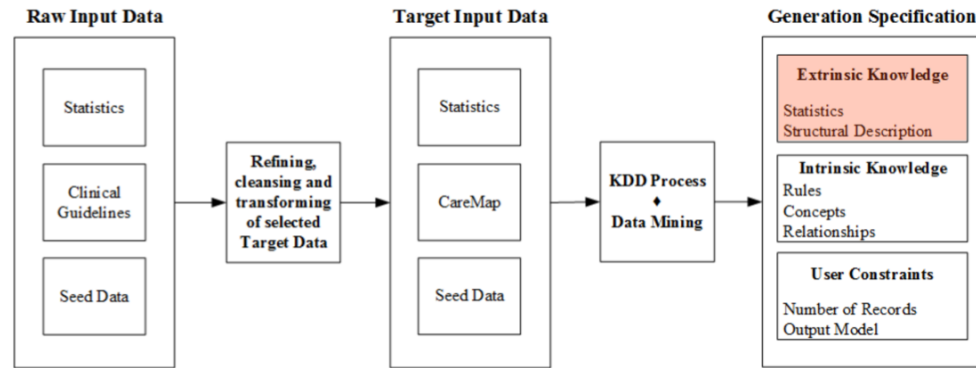 Raw Input Data
Statistics
Clinical
Guidelines
Seed Data
Refining,
cleansing and
transforming
of selected
Target Data
Target Input Data
Statistics
CareMap
Seed Data
KDD Process
♦
Data Mining
Generation Specification
Extrinsic Knowledge
Statistics
Structural Description
Intrinsic Knowledge
Rules
Concepts
Relationships
User Constraints
Number of Records
Output Model